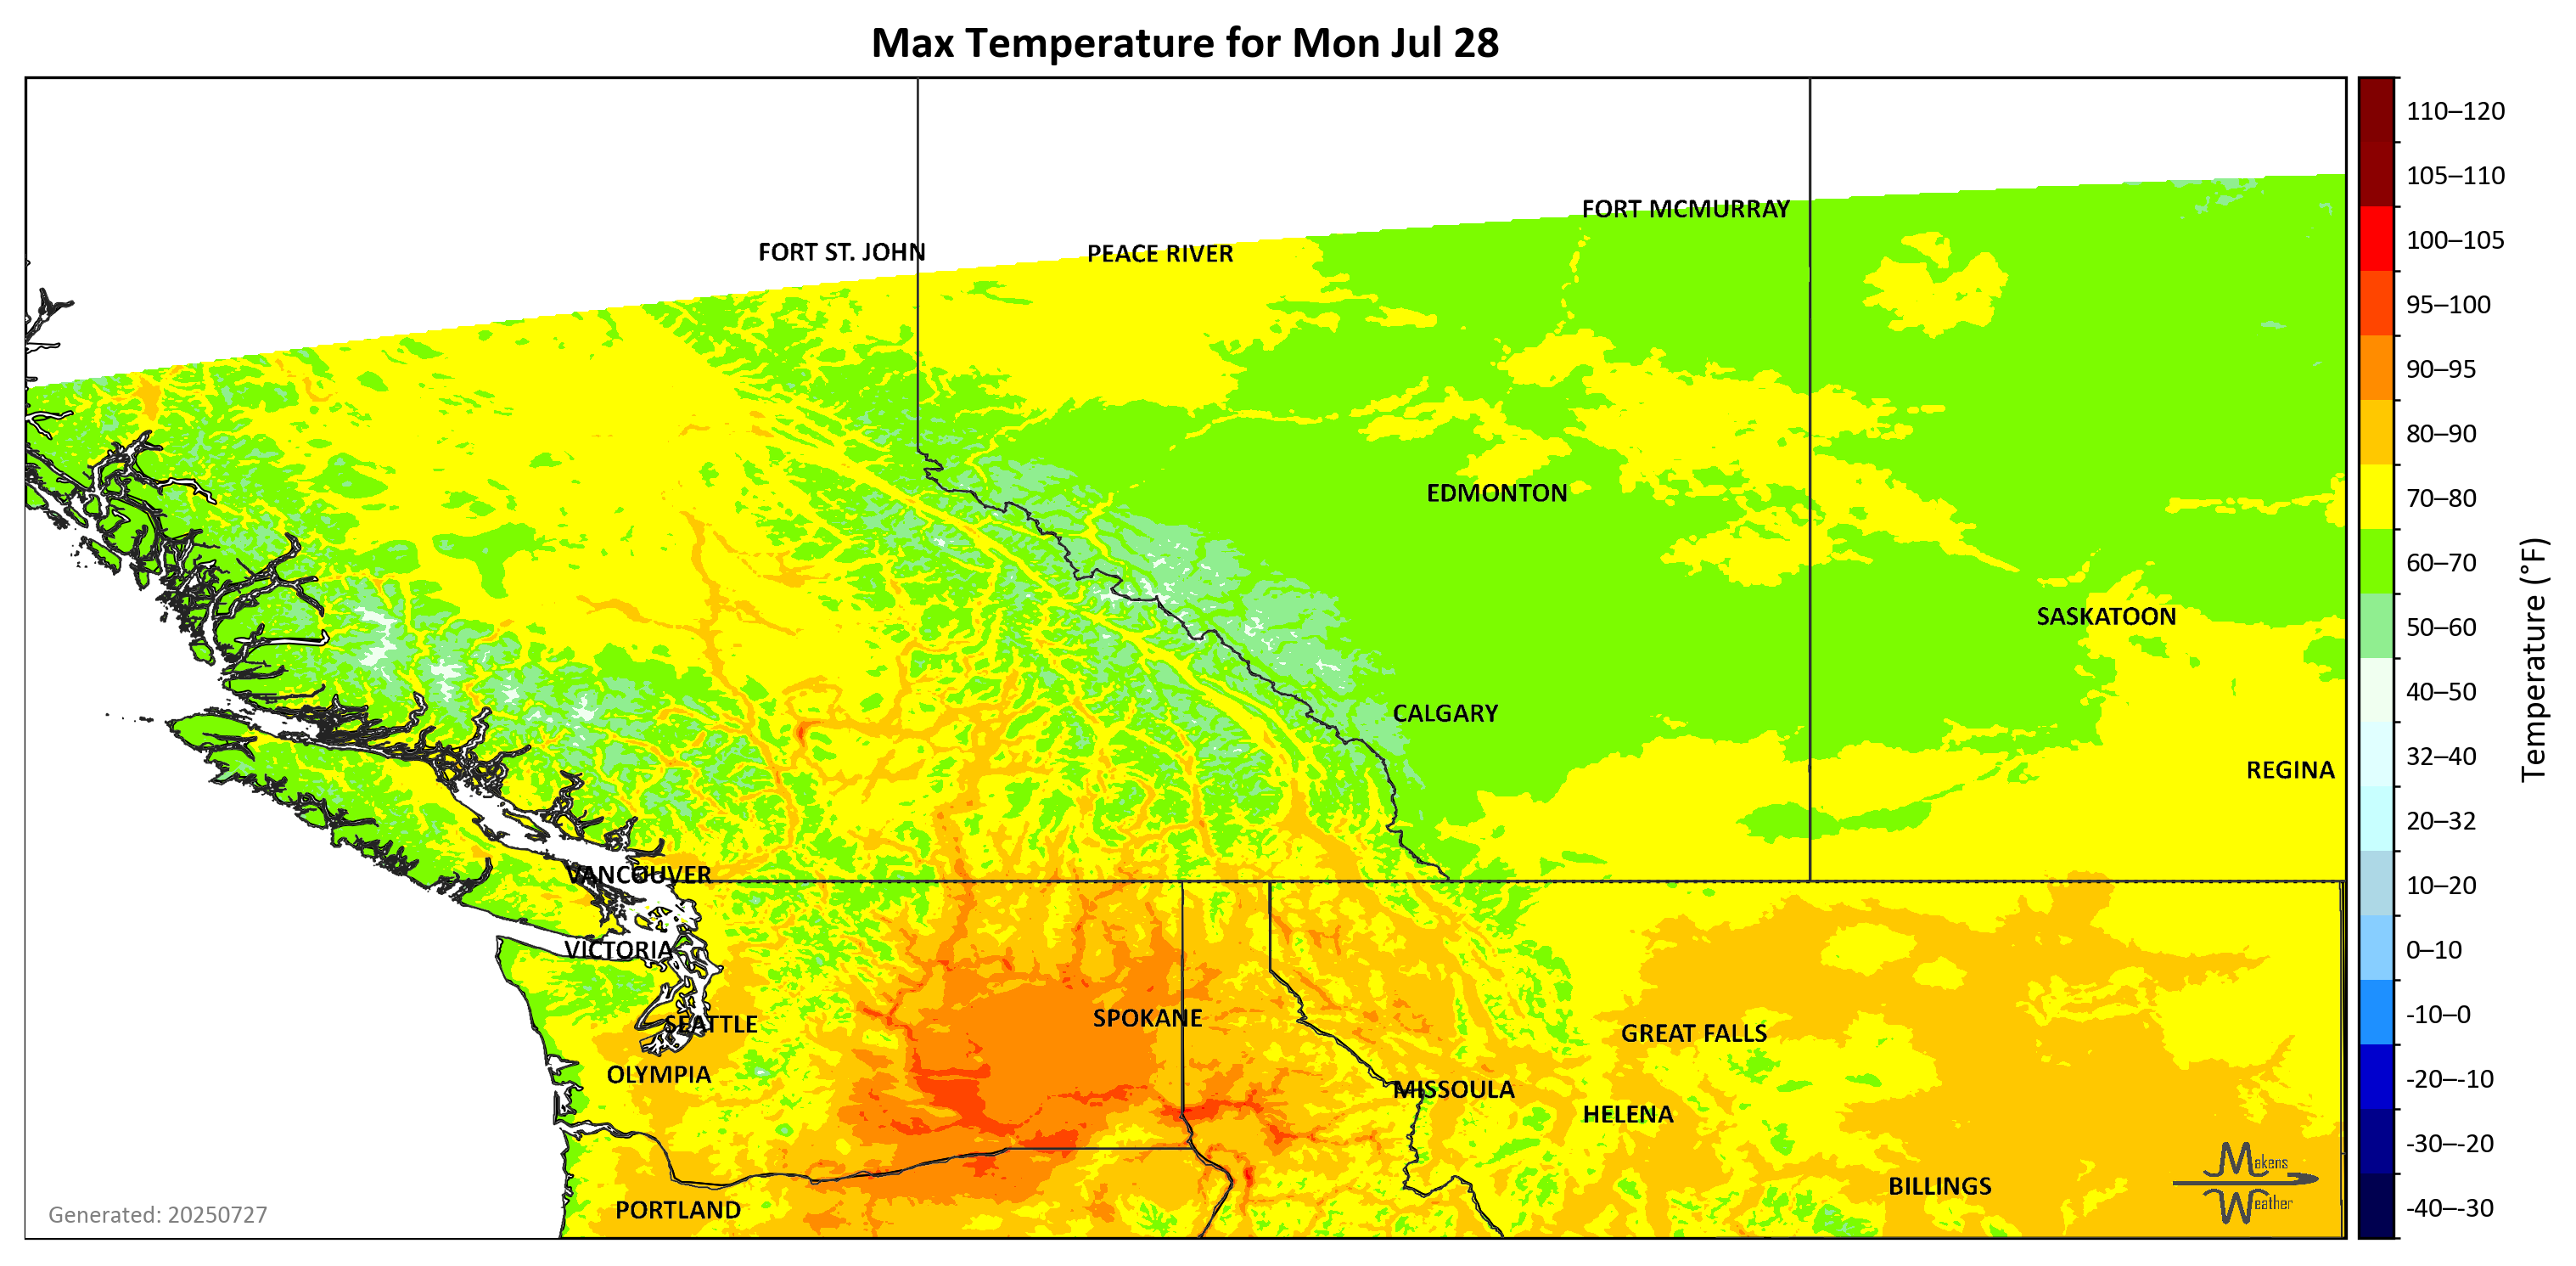 Max Temperature for Mon Jul 28
FORT MCMURRAY
FORT ST. JOHN
PEACE RIVER
EDMONTON
SASKATOON
CALGARY
REGINA
VANCOUVER
VICTORIA
SEATTLE
SPOKANE
GREAT FALLS
OLYMPIA
MISSOULA
HELENA
BILLINGS
PORTLAND
Makens
Weather
Generated: 20250727
110–120
105–110
100–105
95–100
90–95
80–90
70–80
60–70
50–60
40–50
32–40
20–32
10–20
0–10
-10–0
-20–-10
-30–-20
-40–-30
Temperature (°F)